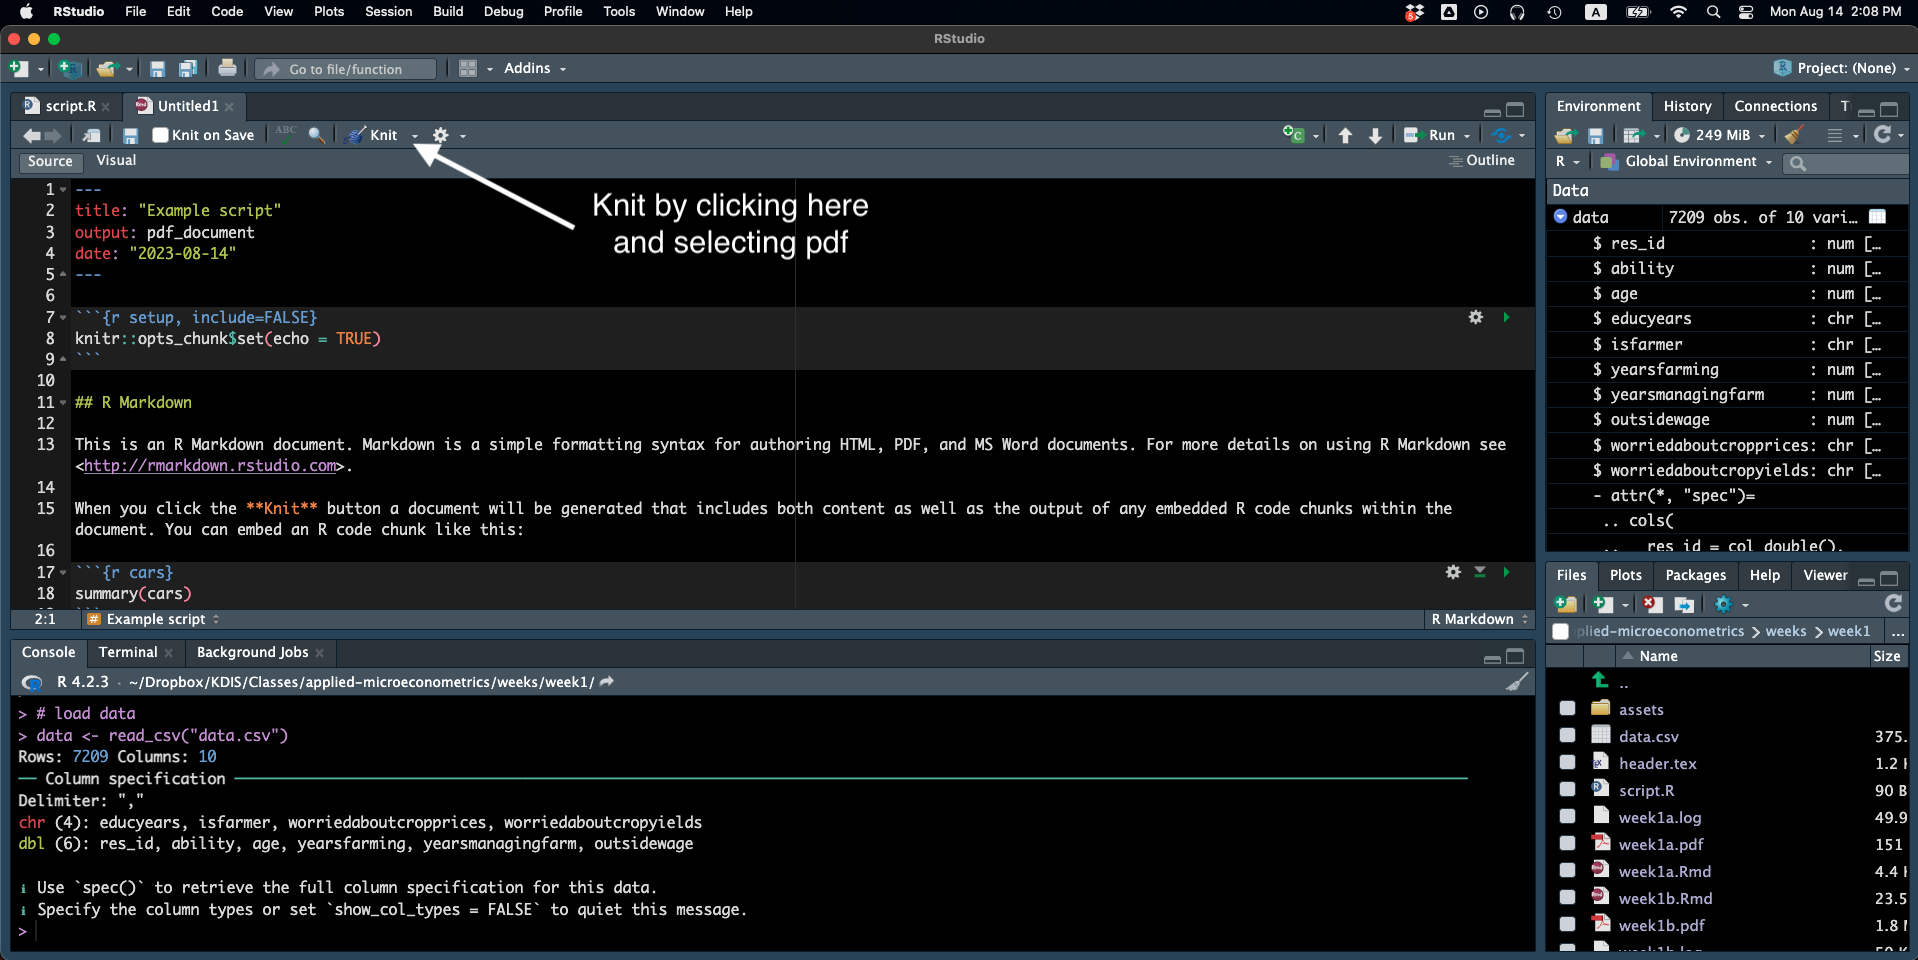 RStudio File Edit Code View Plots Session Build Debug Profile Tools Window Help
5 A A Mon Aug 14 2:08 PM
RStudio
Go to file/function Addins Project: (None)
script.R Untitled1
Knit on Save ABC Knit Run
Source Visual Outline
1 ---
2 title: "Example script"
3 output: pdf_document
4 date: "2023-08-14"
5 ---
6
7 ```{r setup, include=FALSE}
8 knitr::opts_chunk$set(echo = TRUE)
9 ```
10
11 ## R Markdown
12
13 This is an R Markdown document. Markdown is a simple formatting syntax for authoring HTML, PDF, and MS Word documents. For more details on using R Markdown see
<http://rmarkdown.rstudio.com>.
14
15 When you click the **Knit** button a document will be generated that includes both content as well as the output of any embedded R code chunks within the
document. You can embed an R code chunk like this:
16
17 ```{r cars}
18 summary(cars)
2:1 # Example script R Markdown
Knit by clicking here
and selecting pdf
Console Terminal Background Jobs
R 4.2.3 · ~/Dropbox/KDIS/Classes/applied-microeconometrics/weeks/week1/
> # load data
> data <- read_csv("data.csv")
Rows: 7209 Columns: 10
── Column specification ──
Delimiter: ","
chr (4): educyears, isfarmer, worriedaboutcropprices, worriedaboutcropyields
dbl (6): res_id, ability, age, yearsfarming, yearsmanagingfarm, outsidewage
ℹ Use `spec()` to retrieve the full column specification for this data.
ℹ Specify the column types or set `show_col_types = FALSE` to quiet this message.
>
Environment History Connections T
249 MiB
R Global Environment
Data
data 7209 obs. of 10 vari…
$ res_id : num […
$ ability : num […
$ age : num […
$ educyears : chr […
$ isfarmer : chr […
$ yearsfarming : num […
$ yearsmanagingfarm : num […
$ outsidewage : num […
$ worriedaboutcropprices: chr […
$ worriedaboutcropyields: chr […
- attr(*, "spec")=
.. cols(
.. res_id = col_double(),
Files Plots Packages Help Viewer
plied-microeconometrics weeks week1 ...
Name Size
..
assets
data.csv 375.
header.tex 1.2
script.R 90 B
week1a.log 49.9
week1a.pdf 151
week1a.Rmd 4.4
week1b.Rmd 23.5
week1b.pdf 1.8